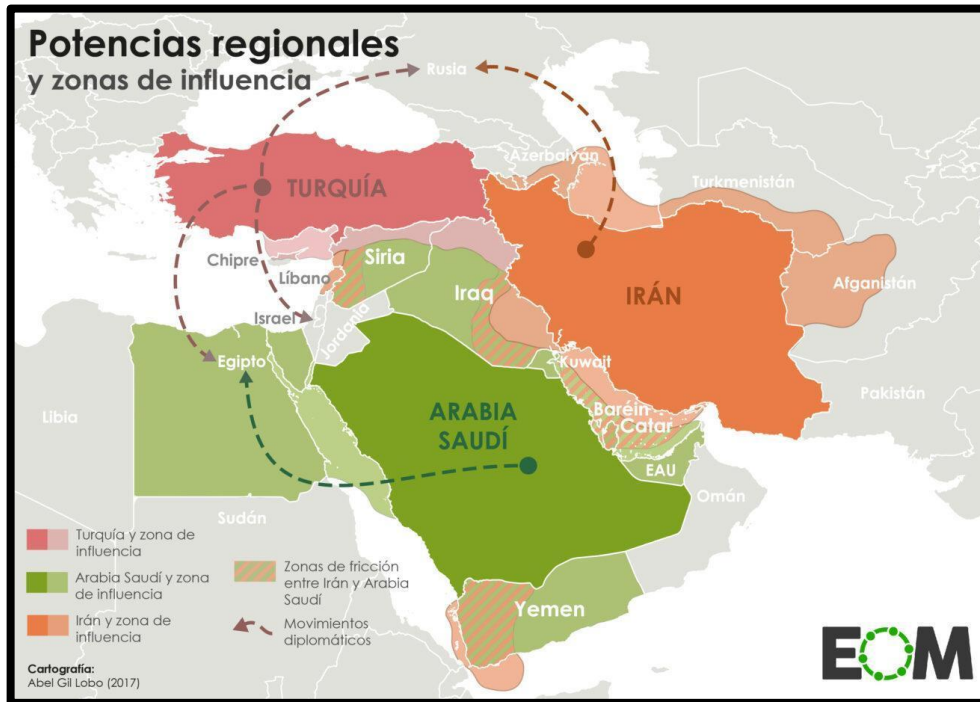 Potencias regionales
y zonas de influencia
Rusia
Azerbaiyán
Turkmenistán
TURQUÍA
Chipre
Siria
Líbano
Afganistán
IRÁN
Iraq
Israel
Jordania
Kuwait
Egipto
Pakistán
Libia
Baréin
ARABIA
SAUDÍ
Catar
EAU
Omán
Sudán
Yemen
Turquía y zona de
influencia
Arabia Saudí y zona
de influencia
Irán y zona de
influencia
Zonas de fricción
entre Irán y Arabia
Saudí
Movimientos
diplomáticos
Cartografía:
Abel Gil Lobo (2017)
EOM